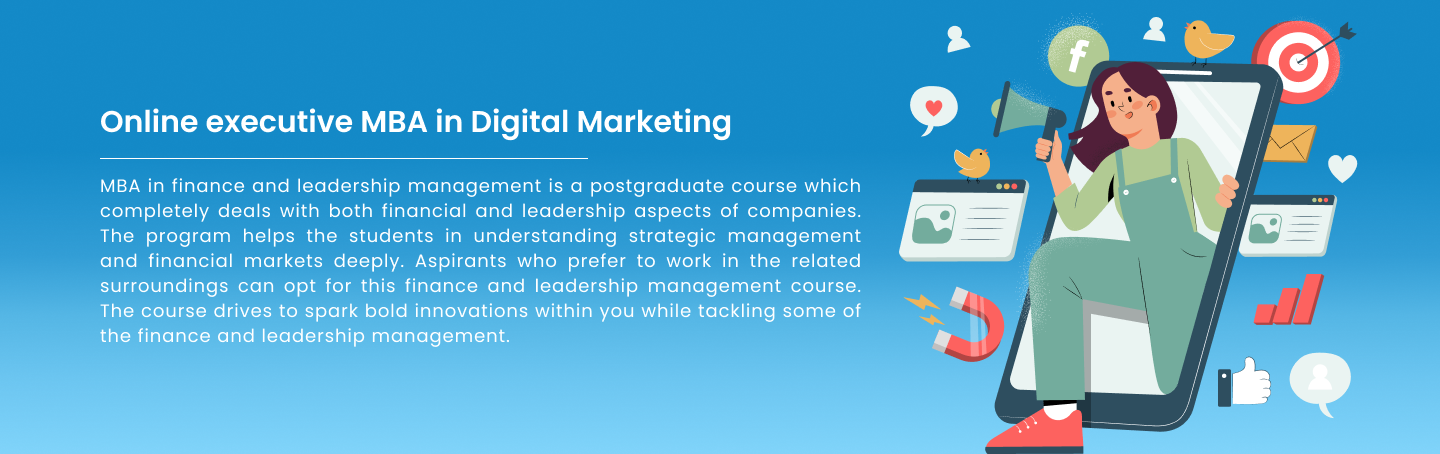 Online executive MBA in Digital Marketing
MBA in finance and leadership management is a postgraduate course which
completely deals with both financial and leadership aspects of companies.
The program helps the students in understanding strategic management
and financial markets deeply. Aspirants who prefer to work in the related
surroundings can opt for this finance and leadership management course.
The course drives to spark bold innovations within you while tackling some of
the finance and leadership management.
f